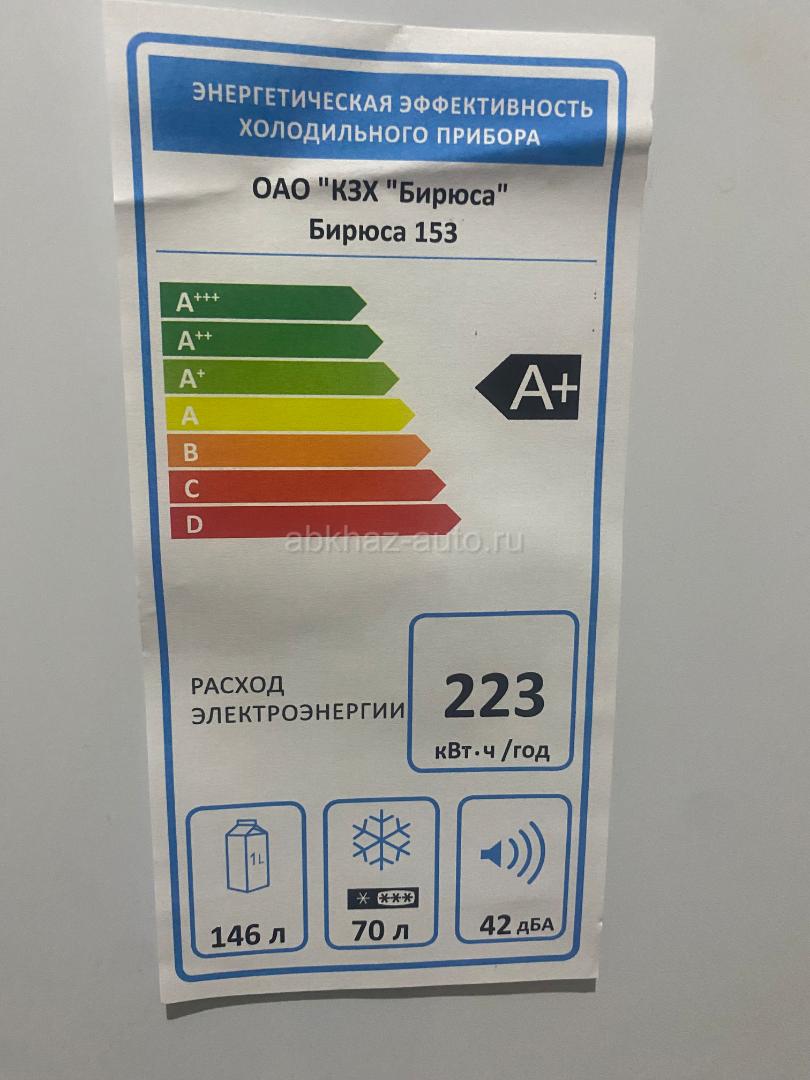 ЭНЕРГЕТИЧЕСКАЯ ЭФФЕКТИВНОСТЬ
ХОЛОДИЛЬНОГО ПРИБОРА
ОАО "КЗХ "Бирюса"
Бирюса 153
A+++
A++
A+
A+
A
B
C
D
abkhaz-auto.ru
РАСХОД
ЭЛЕКТРОЭНЕРГИИ
223
кВт·ч /год
1L
146 л
* ***
70 л
42 дБА